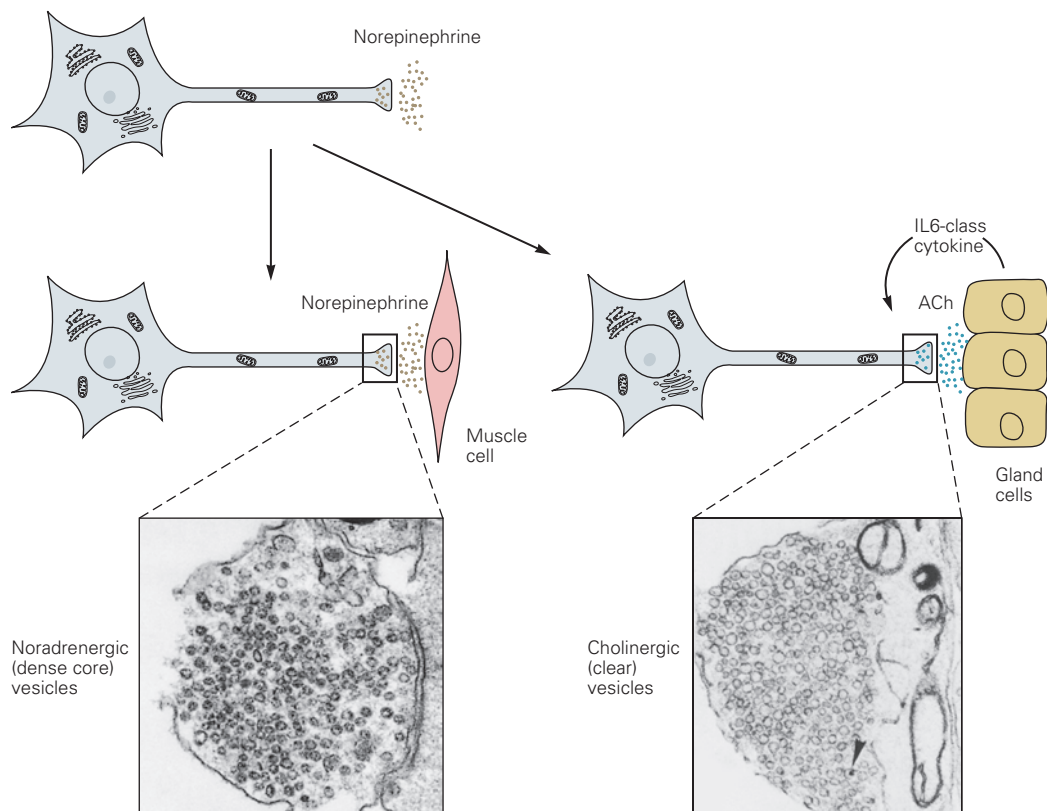 Norepinephrine
IL6-class
cytokine
Norepinephrine
ACh
Muscle
cell
Gland
cells
Noradrenergic
(dense core)
vesicles
Cholinergic
(clear)
vesicles